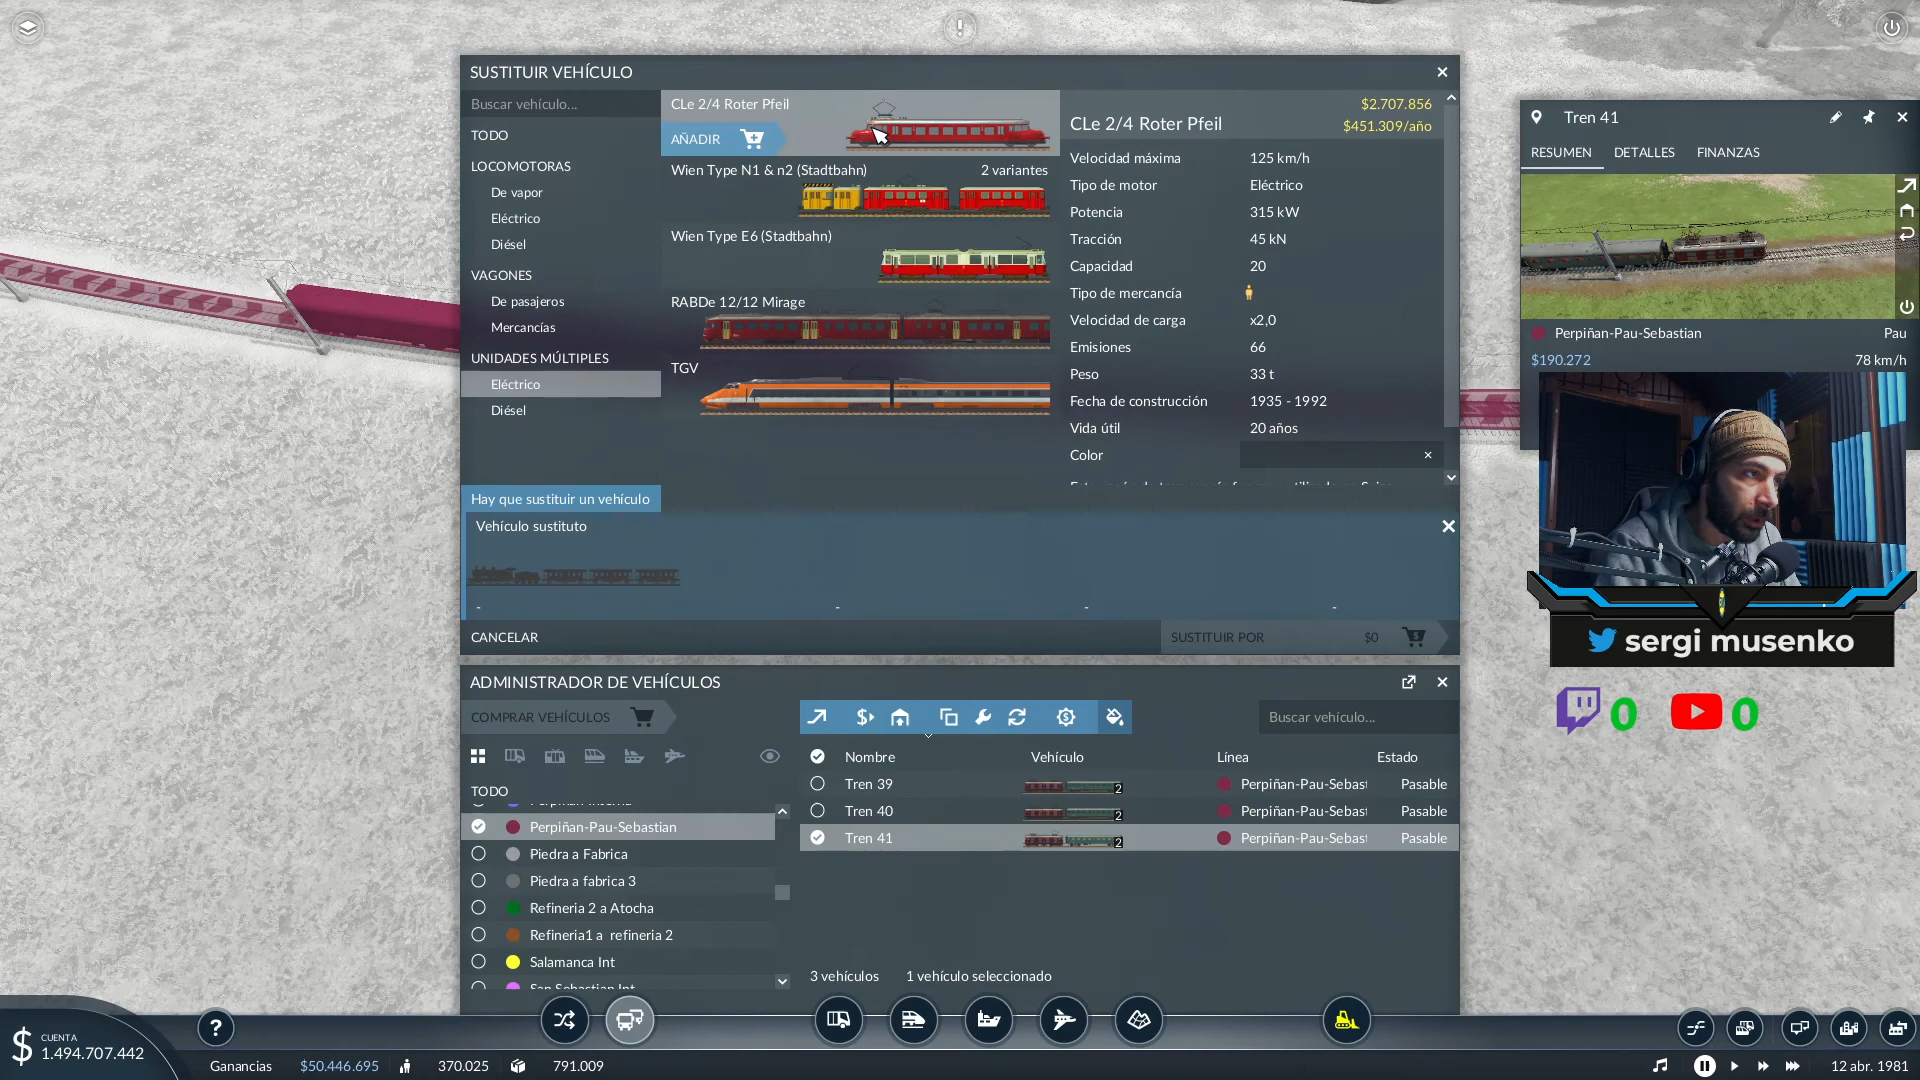 SUSTITUIR VEHÍCULO
Buscar vehículo...
TODO
LOCOMOTORAS
De vapor
Eléctrico
Diésel
VAGONES
De pasajeros
Mercancías
UNIDADES MÚLTIPLES
Eléctrico
Diésel
CLe 2/4 Roter Pfeil
AÑADIR
Wien Type N1 & n2 (Stadtbahn) 2 variantes
Wien Type E6 (Stadtbahn)
RABDe 12/12 Mirage
TGV
$2.707.856
CLe 2/4 Roter Pfeil $451.309/año
Velocidad máxima 125 km/h
Tipo de motor Eléctrico
Potencia 315 kW
Tracción 45 kN
Capacidad 20
Tipo de mercancía
Velocidad de carga x2,0
Emisiones 66
Peso 33 t
Fecha de construcción 1935 - 1992
Vida útil 20 años
Color
Hay que sustituir un vehículo
Vehículo sustituto
- - - -
CANCELAR SUSTITUIR POR $0
Tren 41
RESUMEN DETALLES FINANZAS
Perpiñan-Pau-Sebastian Pau
$190.272 78 km/h
sergi musenko
0 0
ADMINISTRADOR DE VEHÍCULOS
COMPRAR VEHÍCULOS
Buscar vehículo...
TODO
Perpiñan-Pau-Sebastian
Piedra a Fabrica
Piedra a fabrica 3
Refineria 2 a Atocha
Refineria1 a refineria 2
Salamanca Int
San Sebastian Int
Nombre Vehículo Línea Estado
Tren 39 2 Perpiñan-Pau-Sebast Pasable
Tren 40 2 Perpiñan-Pau-Sebast Pasable
Tren 41 2 Perpiñan-Pau-Sebast Pasable
3 vehículos 1 vehículo seleccionado
$ CUENTA
1.494.707.442
?
Ganancias $50.446.695 370.025 791.009
12 abr. 1981